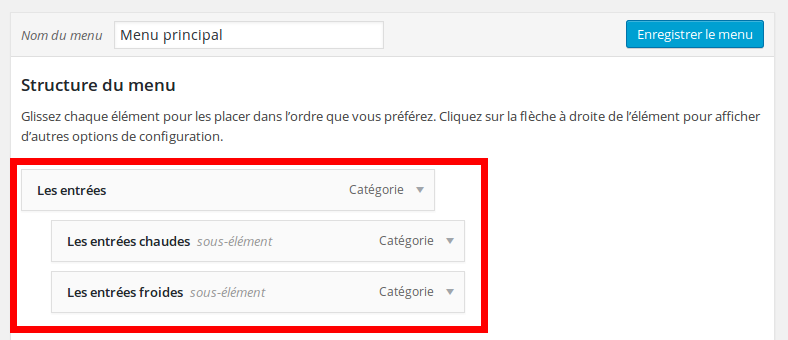 Nom du menu Menu principal Enregistrer le menu
Structure du menu
Glissez chaque élément pour les placer dans l’ordre que vous préférez. Cliquez sur la flèche à droite de l’élément pour afficher
d’autres options de configuration.
Les entrées Catégorie
Les entrées chaudes sous-élément Catégorie
Les entrées froides sous-élément Catégorie